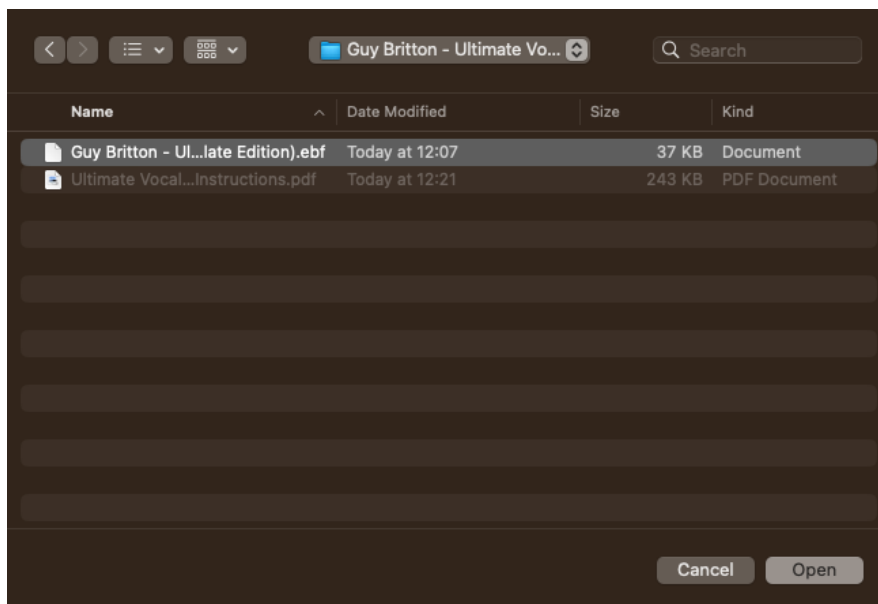 Guy Britton - Ultimate Vo...
Search
Name Date Modified Size Kind
Guy Britton - Ul...late Edition).ebf Today at 12:07 37 KB Document
Ultimate Vocal...Instructions.pdf Today at 12:21 243 KB PDF Document
Cancel Open